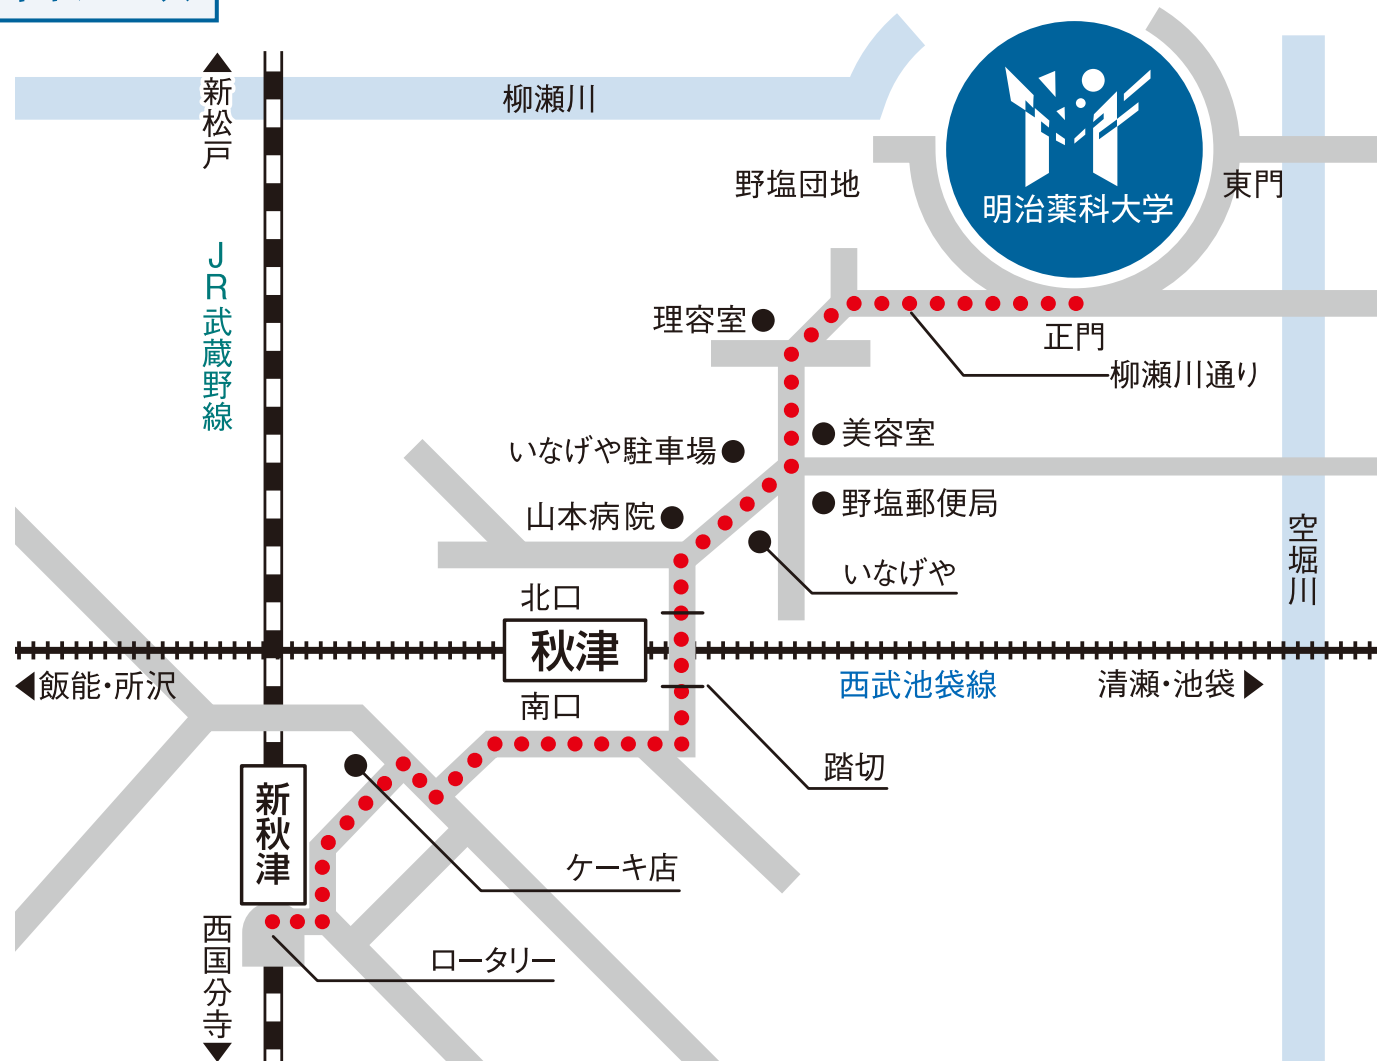 新松戸
柳瀬川
野塩団地
明治薬科大学
東門
JR武蔵野線
理容室
正門
柳瀬川通り
美容室
いなげや駐車場
野塩郵便局
山本病院
空堀川
いなげや
北口
秋津
飯能・所沢
西武池袋線
清瀬・池袋
南口
踏切
新秋津
ケーキ店
西国分寺
ロータリー